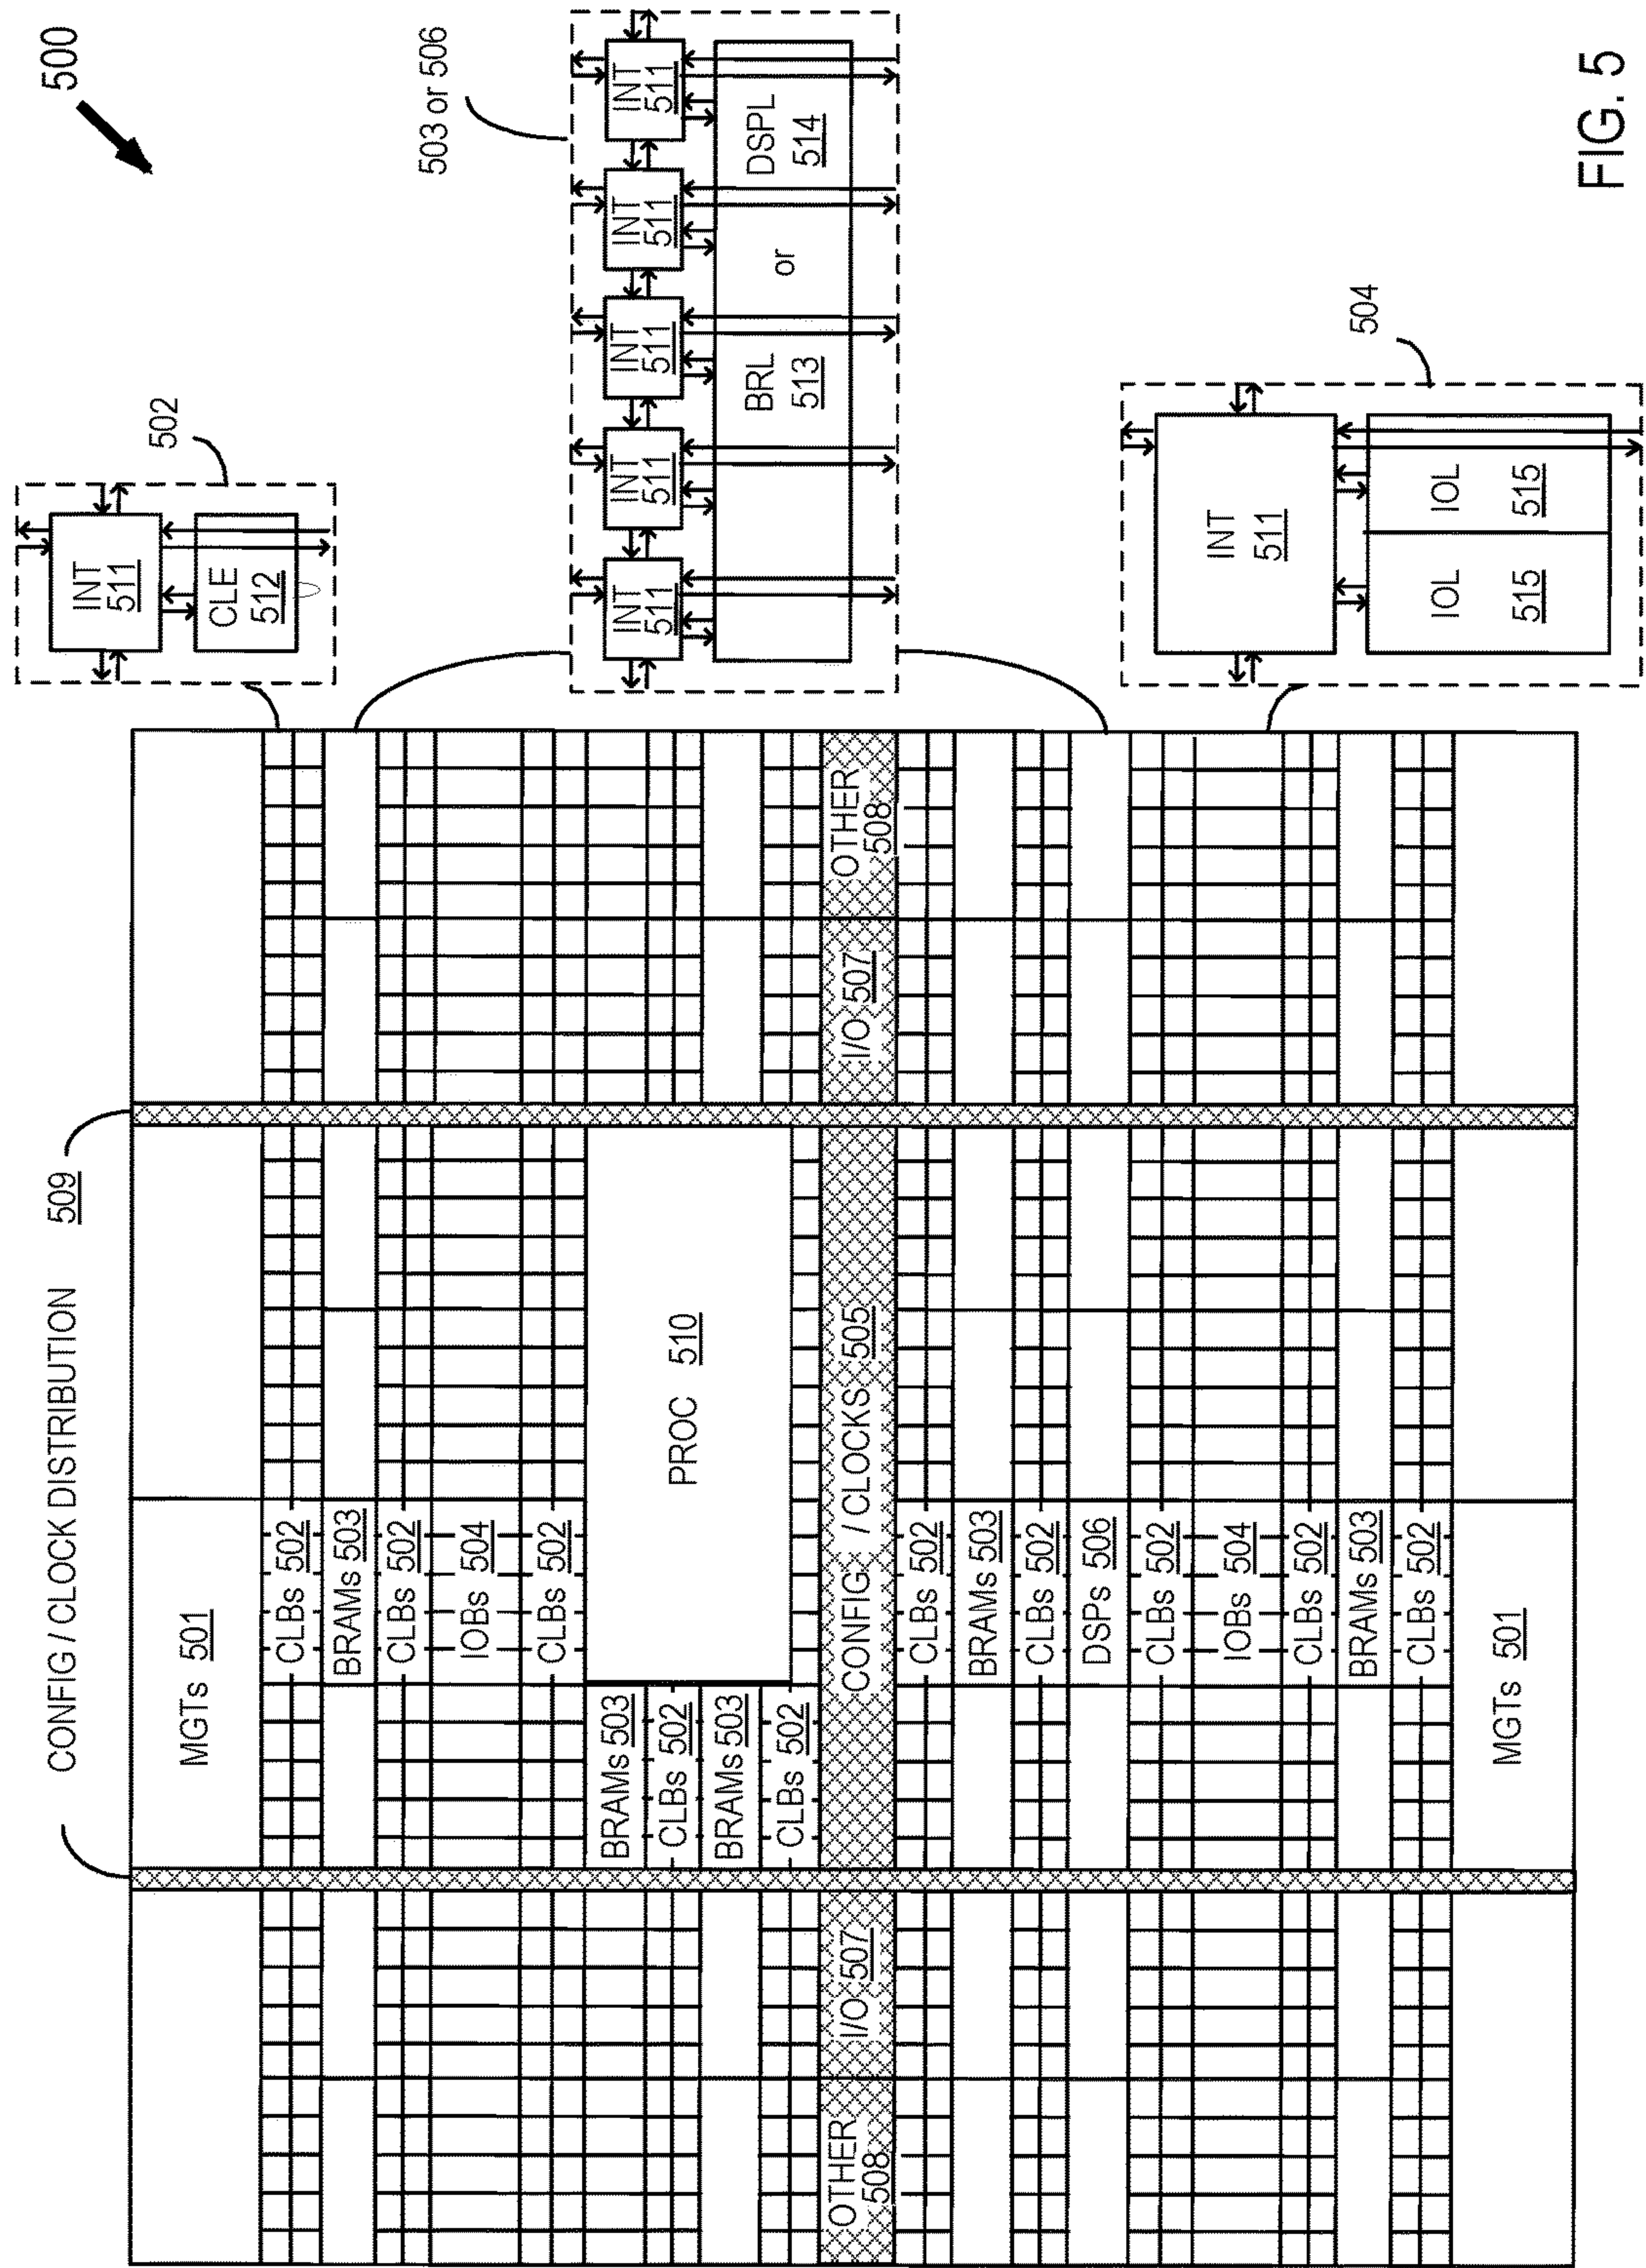 500
CONFIG / CLOCK DISTRIBUTION 509
MGTs 501
CLBs 502
BRAMs 503
CLBs 502
IOBs 504
CLBs 502
BRAMs 503
CLBs 502
BRAMs 503
CLBs 502
PROC 510
OTHER
508
I/O 507
CONFIG / CLOCKS 505
I/O 507
OTHER
508
CLBs 502
BRAMs 503
CLBs 502
DSPs 506
CLBs 502
IOBs 504
CLBs 502
BRAMs 503
CLBs 502
MGTs 501
502
INT
511
CLE
512
503 or 506
INT
511
INT
511
INT
511
INT
511
INT
511
BRL
513
or
DSPL
514
504
INT
511
IOL
515
IOL
515
FIG. 5